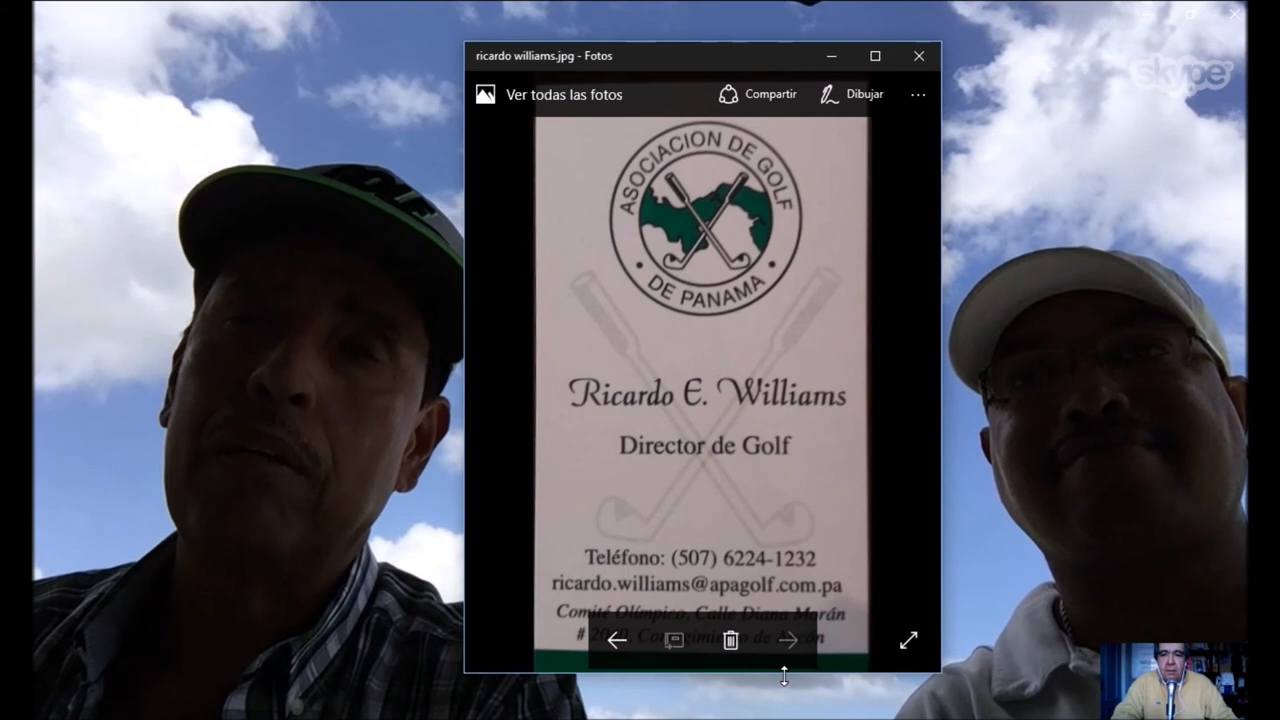 ricardo williams.jpg - Fotos
skype
Ver todas las fotos
Compartir
Dibujar
ASOCIACION DE GOLF
DE PANAMA
Ricardo E. Williams
Director de Golf
Teléfono: (507) 6224-1232
ricardo.williams@apagolf.com.pa
Comité Olímpico, Calle Diana Morán
# de